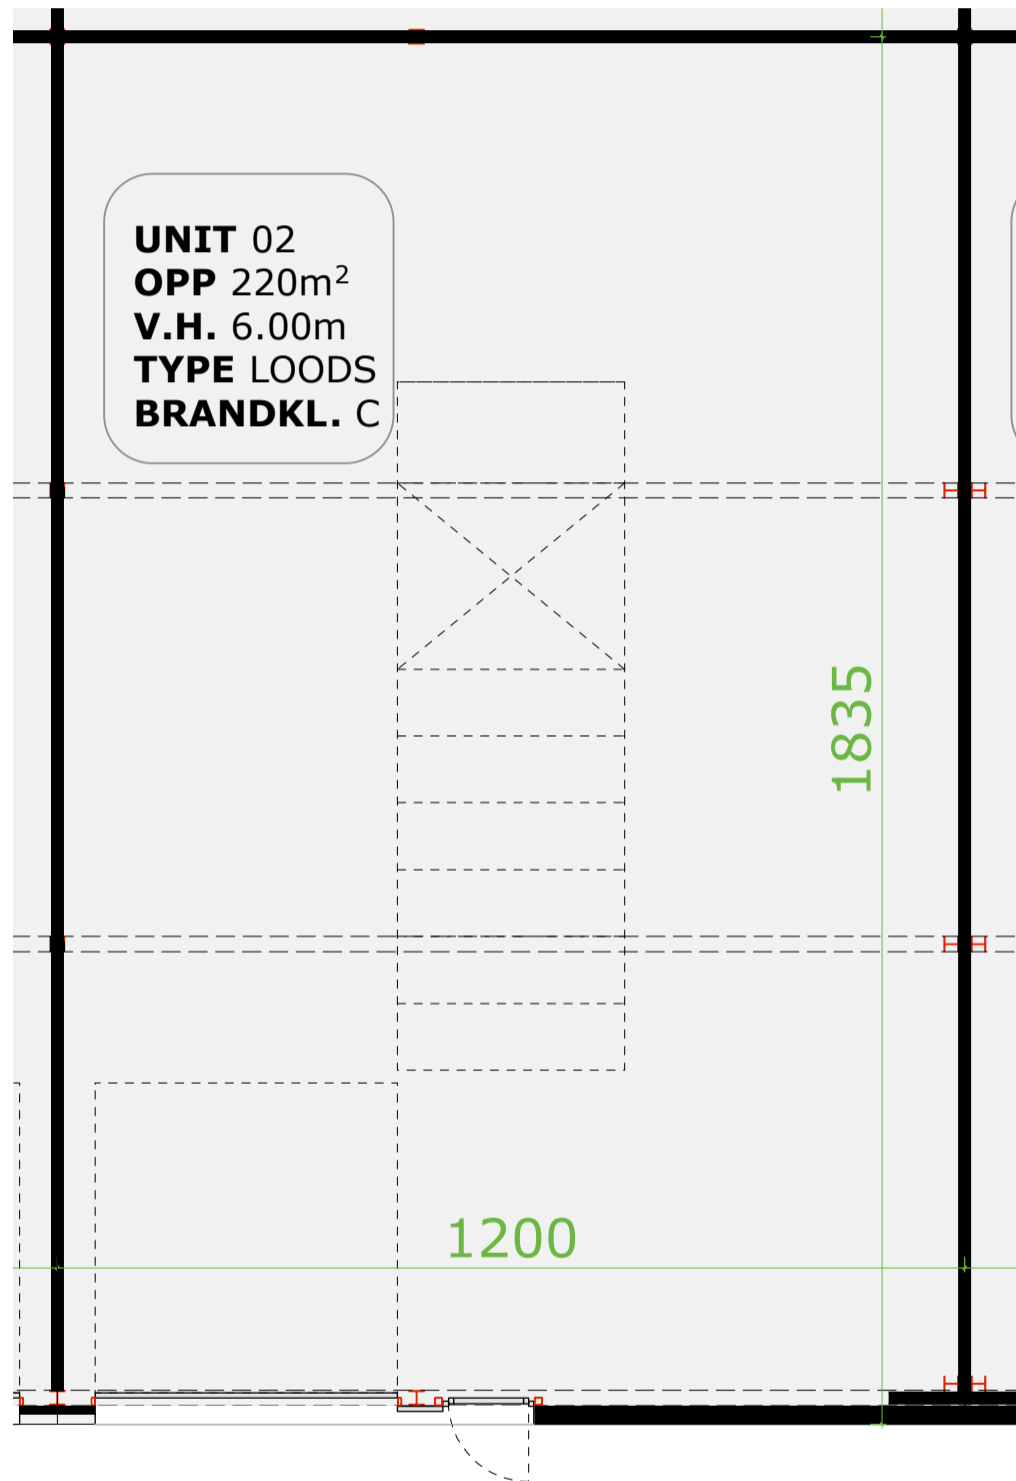 UNIT 02
OPP 220m²
V.H. 6.00m
TYPE LOODS
BRANDKL. C
1835
1200